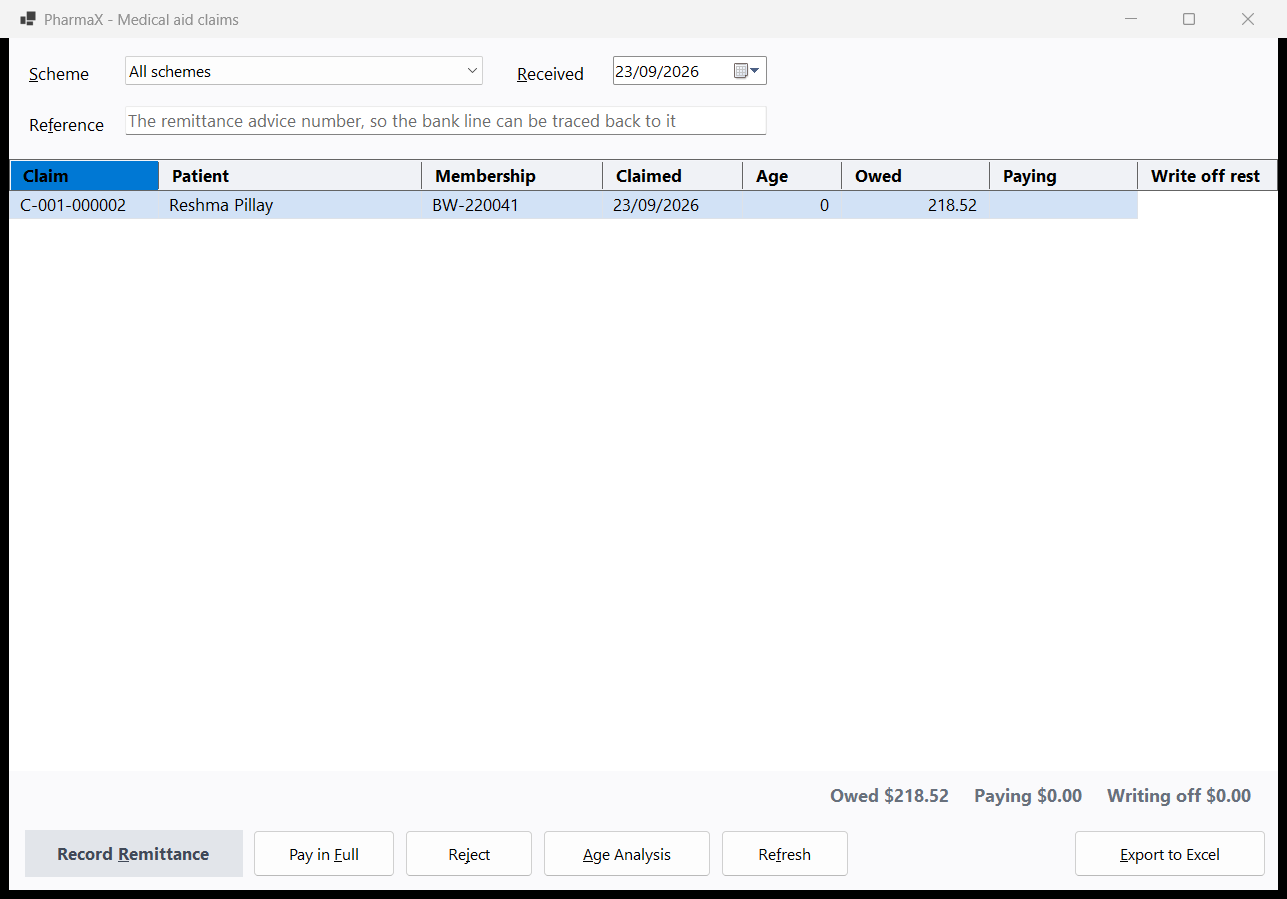 PharmaX - Medical aid claims
Scheme All schemes Received 23/09/2026
Reference The remittance advice number, so the bank line can be traced back to it
Claim Patient Membership Claimed Age Owed Paying Write off rest
C-001-000002 Reshma Pillay BW-220041 23/09/2026 0 218.52
Owed $218.52 Paying $0.00 Writing off $0.00
Record Remittance Pay in Full Reject Age Analysis Refresh Export to Excel